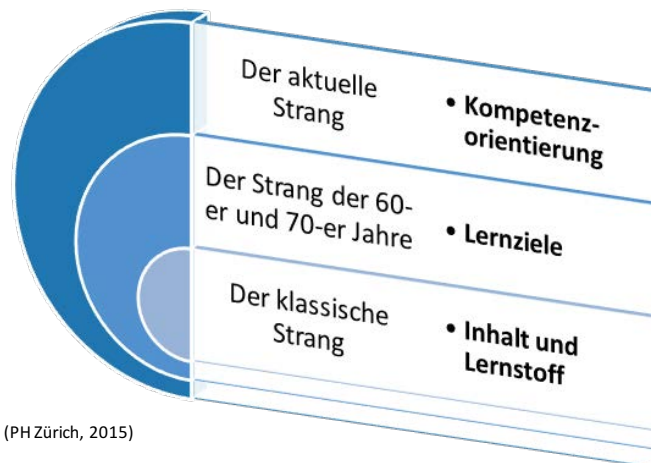 Der aktuelle
Strang
• Kompetenz-
orientierung
Der Strang der 60-
er und 70-er Jahre
• Lernziele
Der klassische
Strang
• Inhalt und
Lernstoff
(PH Zürich, 2015)